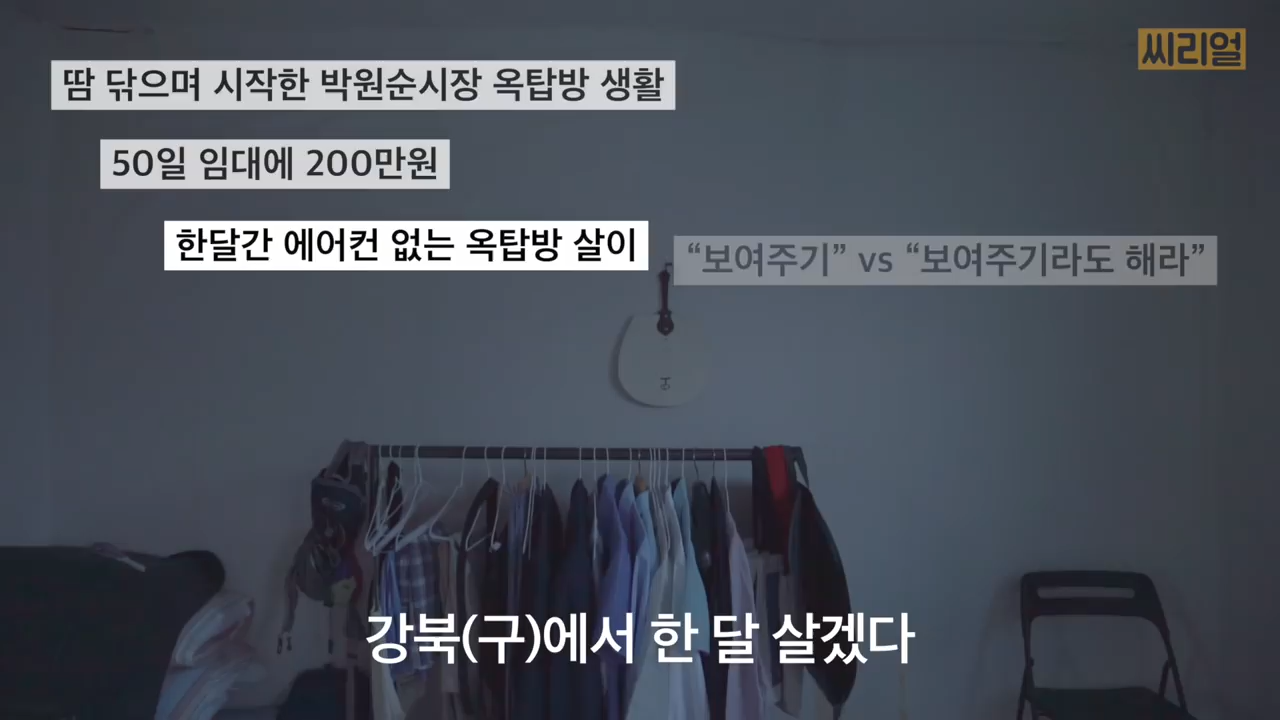 씨리얼
땀 닦으며 시작한 박원순시장 옥탑방 생활
50일 임대에 200만원
한달간 에어컨 없는 옥탑방 살이
“보여주기” vs “보여주기라도 해라”
강북(구)에서 한 달 살겠다